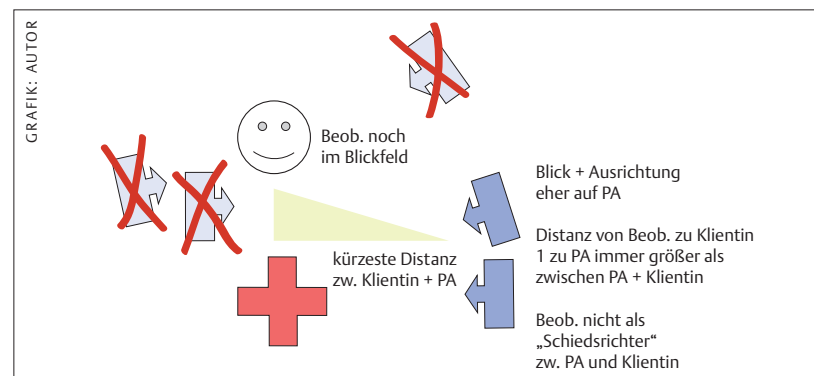 GRAFIK: AUTOR
Beob. noch
im Blickfeld
kürzeste Distanz
zw. Klientin + PA
Blick + Ausrichtung
eher auf PA
Distanz von Beob. zu Klientin
1 zu PA immer größer als
zwischen PA + Klientin
Beob. nicht als
„Schiedsrichter“
zw. PA und Klientin